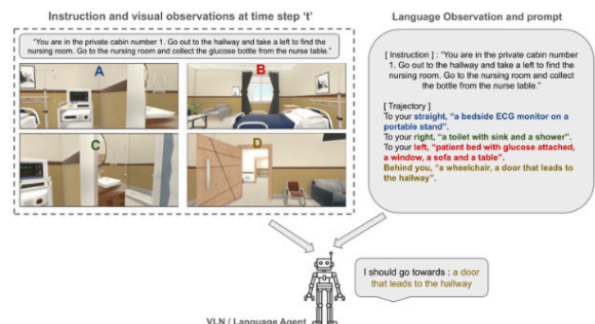 Instruction and visual observations at time step ‘t’
“You are in the private cabin number 1. Go out to the hallway and take a left to find the
nursing room. Go to the nursing room and collect the glucose bottle from the nurse table.”
A
B
C
D
Language Observation and prompt
[ Instruction ] : “You are in the private cabin number
1. Go out to the hallway and take a left to find the
nursing room. Go to the nursing room and collect
the bottle from the nurse table.”
[ Trajectory ]
To your straight, “a bedside ECG monitor on a
portable stand”.
To your right, “a toilet with sink and a shower”.
To your left, “patient bed with glucose attached,
a window, a sofa and a table”.
Behind you, “a wheelchair, a door that leads to
the hallway”.
I should go towards : a door
that leads to the hallway
VLN / Language Agent